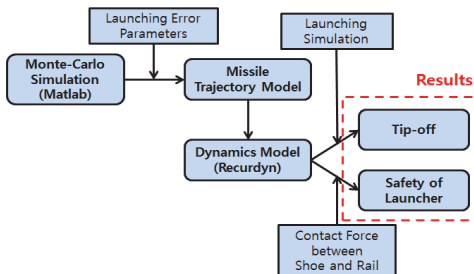 Launching Error
Parameters
Launching
Simulation
Monte-Carlo
Simulation
(Matlab)
Missile
Trajectory Model
Results
Tip-off
Dynamics Model
(Recurdyn)
Safety of
Launcher
Contact Force
between
Shoe and Rail